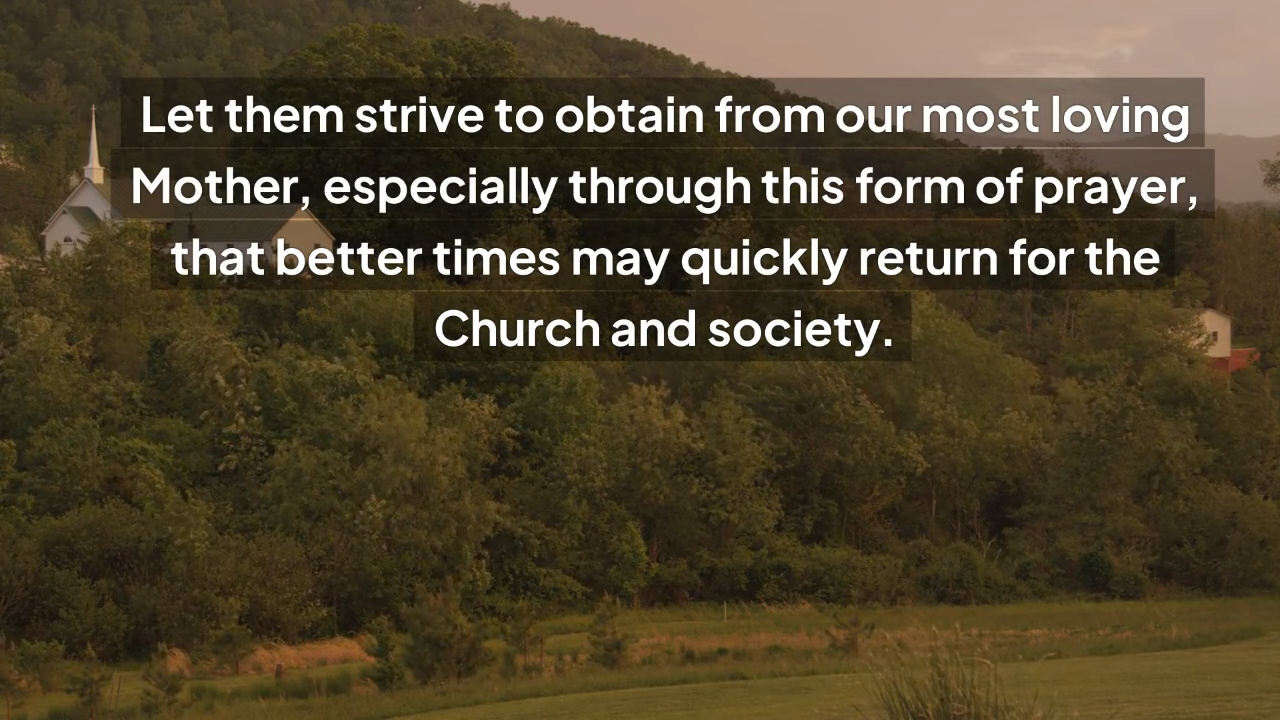 Let them strive to obtain from our most loving
Mother, especially through this form of prayer,
that better times may quickly return for the
Church and society.